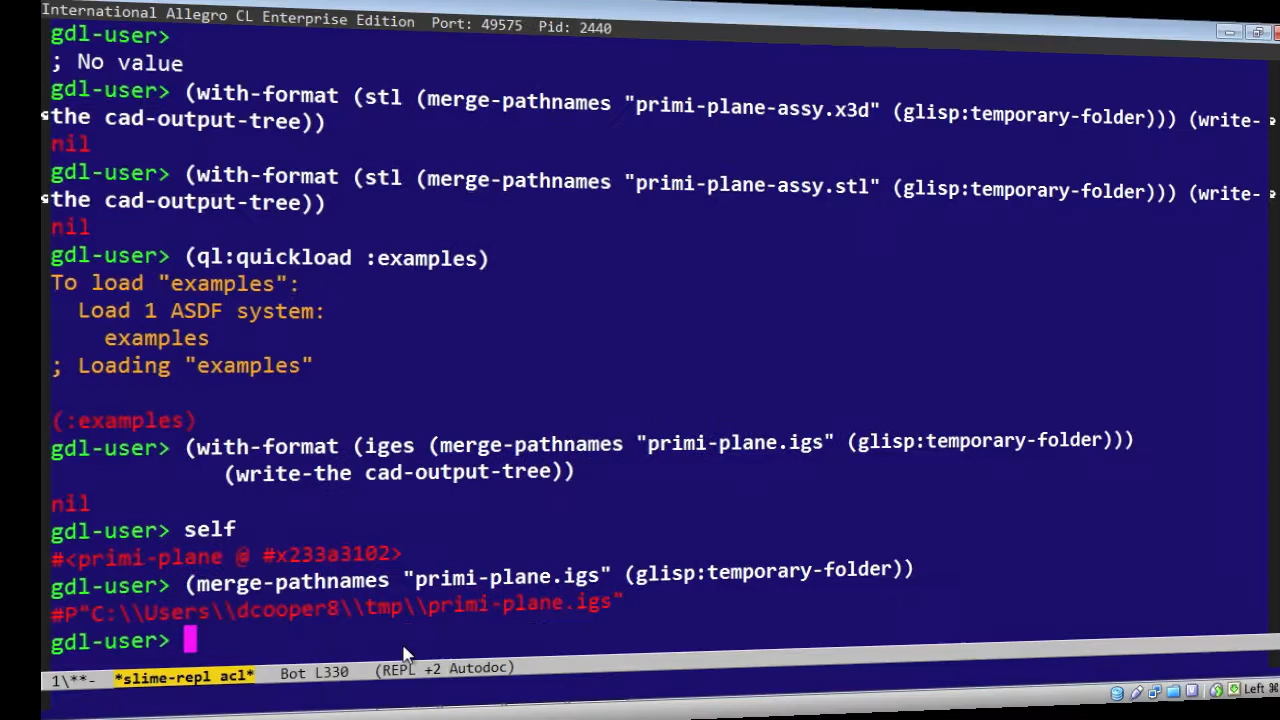 International Allegro CL Enterprise Edition  Port: 49575  Pid: 2440
gdl-user>
; No value
gdl-user> (with-format (stl (merge-pathnames "primi-plane-assy.x3d" (glisp:temporary-folder))) (write-
the cad-output-tree))
nil
gdl-user> (with-format (stl (merge-pathnames "primi-plane-assy.stl" (glisp:temporary-folder))) (write-
the cad-output-tree))
nil
gdl-user> (ql:quickload :examples)
To load "examples":
  Load 1 ASDF system:
    examples
; Loading "examples"
(:examples)
gdl-user> (with-format (iges (merge-pathnames "primi-plane.igs" (glisp:temporary-folder)))
             (write-the cad-output-tree))
nil
gdl-user> self
#<primi-plane @ #x233a3102>
gdl-user> (merge-pathnames "primi-plane.igs" (glisp:temporary-folder))
#P"C:\\Users\\dcooper8\\tmp\\primi-plane.igs"
gdl-user>
1\**-  *slime-repl acl*   Bot L330   (REPL +2 Autodoc)
Left ⌘